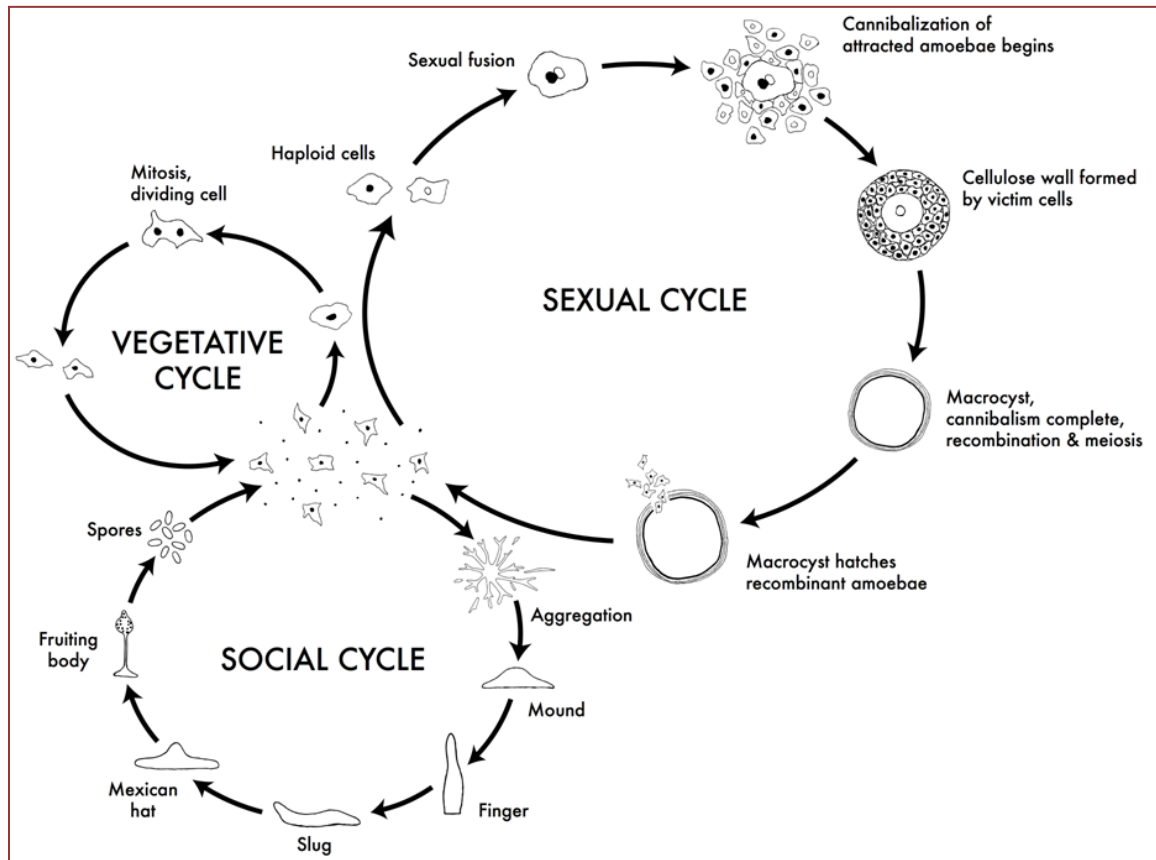 Cannibalization of
attracted amoebae begins
Sexual fusion
Haploid cells
Mitosis,
dividing cell
Cellulose wall formed
by victim cells
SEXUAL CYCLE
VEGETATIVE
CYCLE
Macrocyst,
cannibalism complete,
recombination & meiosis
Spores
Macrocyst hatches
recombinant amoebae
Aggregation
Fruiting
body
SOCIAL CYCLE
Mound
Mexican
hat
Finger
Slug